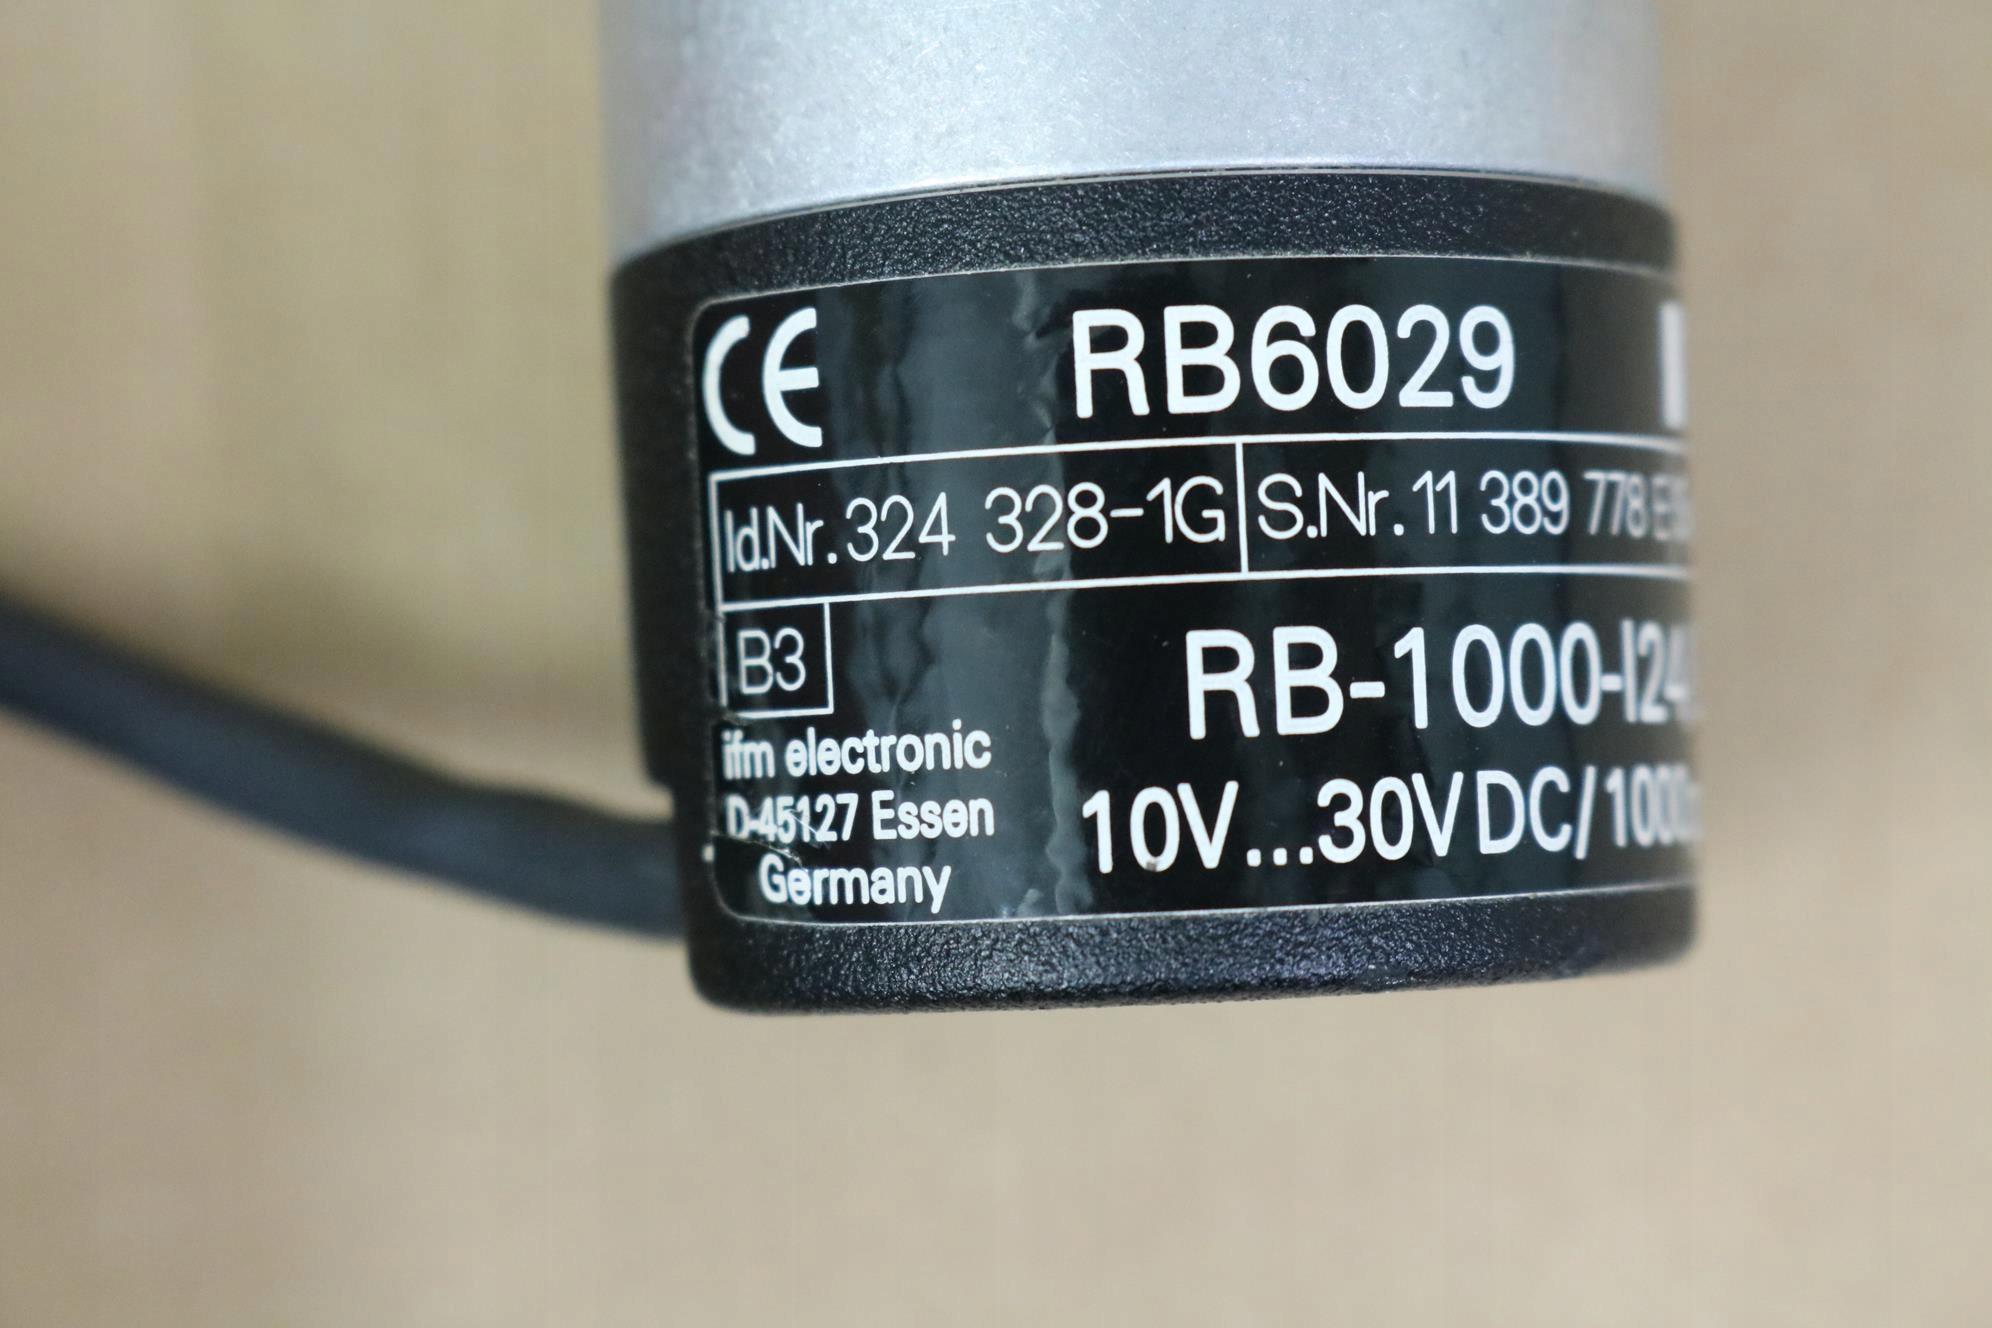 CE RB6029
Id.Nr. 324 328-1G S.Nr. 11 389 778
B3
RB-1000-I24
ifm electronic
D-45127 Essen
Germany
10V...30V DC/1000